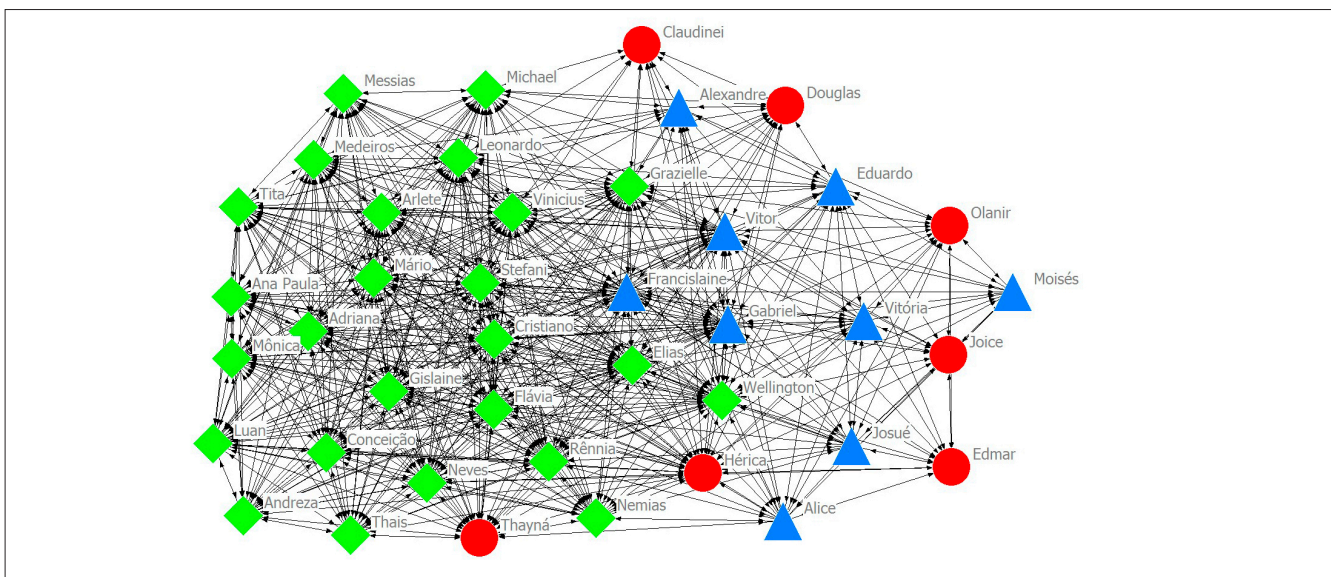 Claudinei
Messias
Michael
Alexandre
Douglas
Medeiros
Leonardo
Grazielle
Eduardo
Tita
Arlete
Vinicius
Vitor
Olanir
Mário
Stefani
Ana Paula
Francislaine
Moisés
Adriana
Cristiano
Gabriel
Vitória
Mônica
Elias
Joice
Gislaine
Flávia
Wellington
Luan
Conceição
Rênnia
Josué
Neves
Hérica
Edmar
Andreza
Thais
Thayná
Nemias
Alice